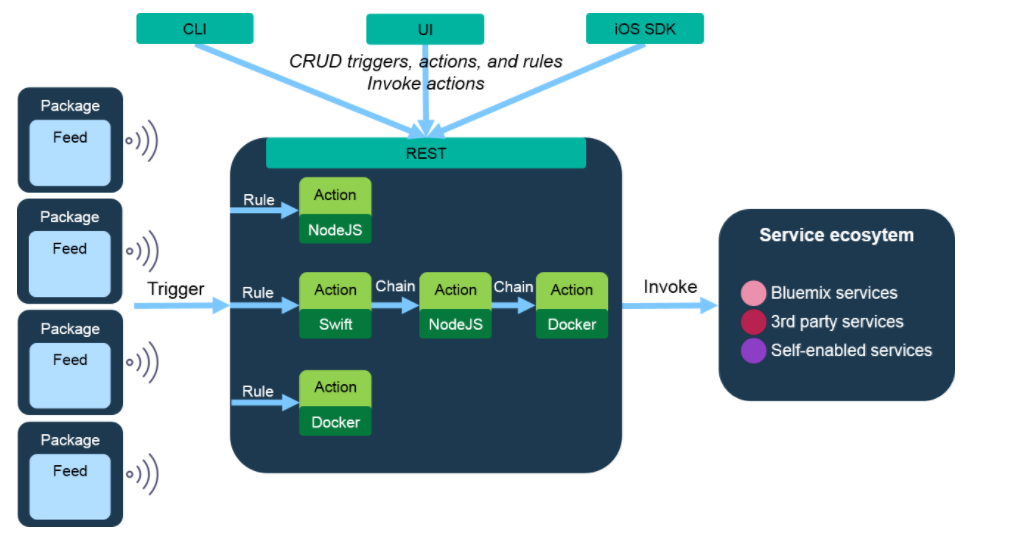 CLI
UI
iOS SDK
CRUD triggers, actions, and rules
Invoke actions
Package
Feed
Package
Feed
Package
Feed
Package
Feed
Trigger
REST
Rule
Action
NodeJS
Rule
Action
Swift
Chain
Action
NodeJS
Chain
Action
Docker
Rule
Action
Docker
Invoke
Service ecosytem
Bluemix services
3rd party services
Self-enabled services